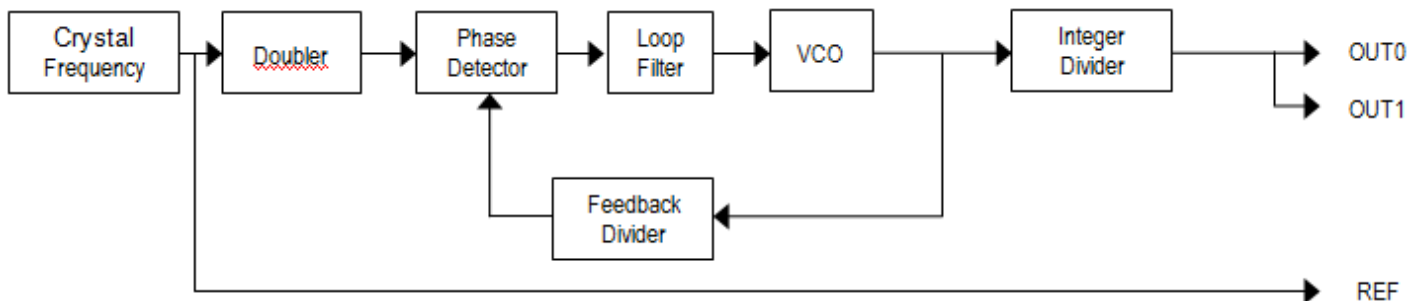 Crystal
Frequency
Doubler
Phase
Detector
Loop
Filter
VCO
Integer
Divider
OUT0
OUT1
Feedback
Divider
REF